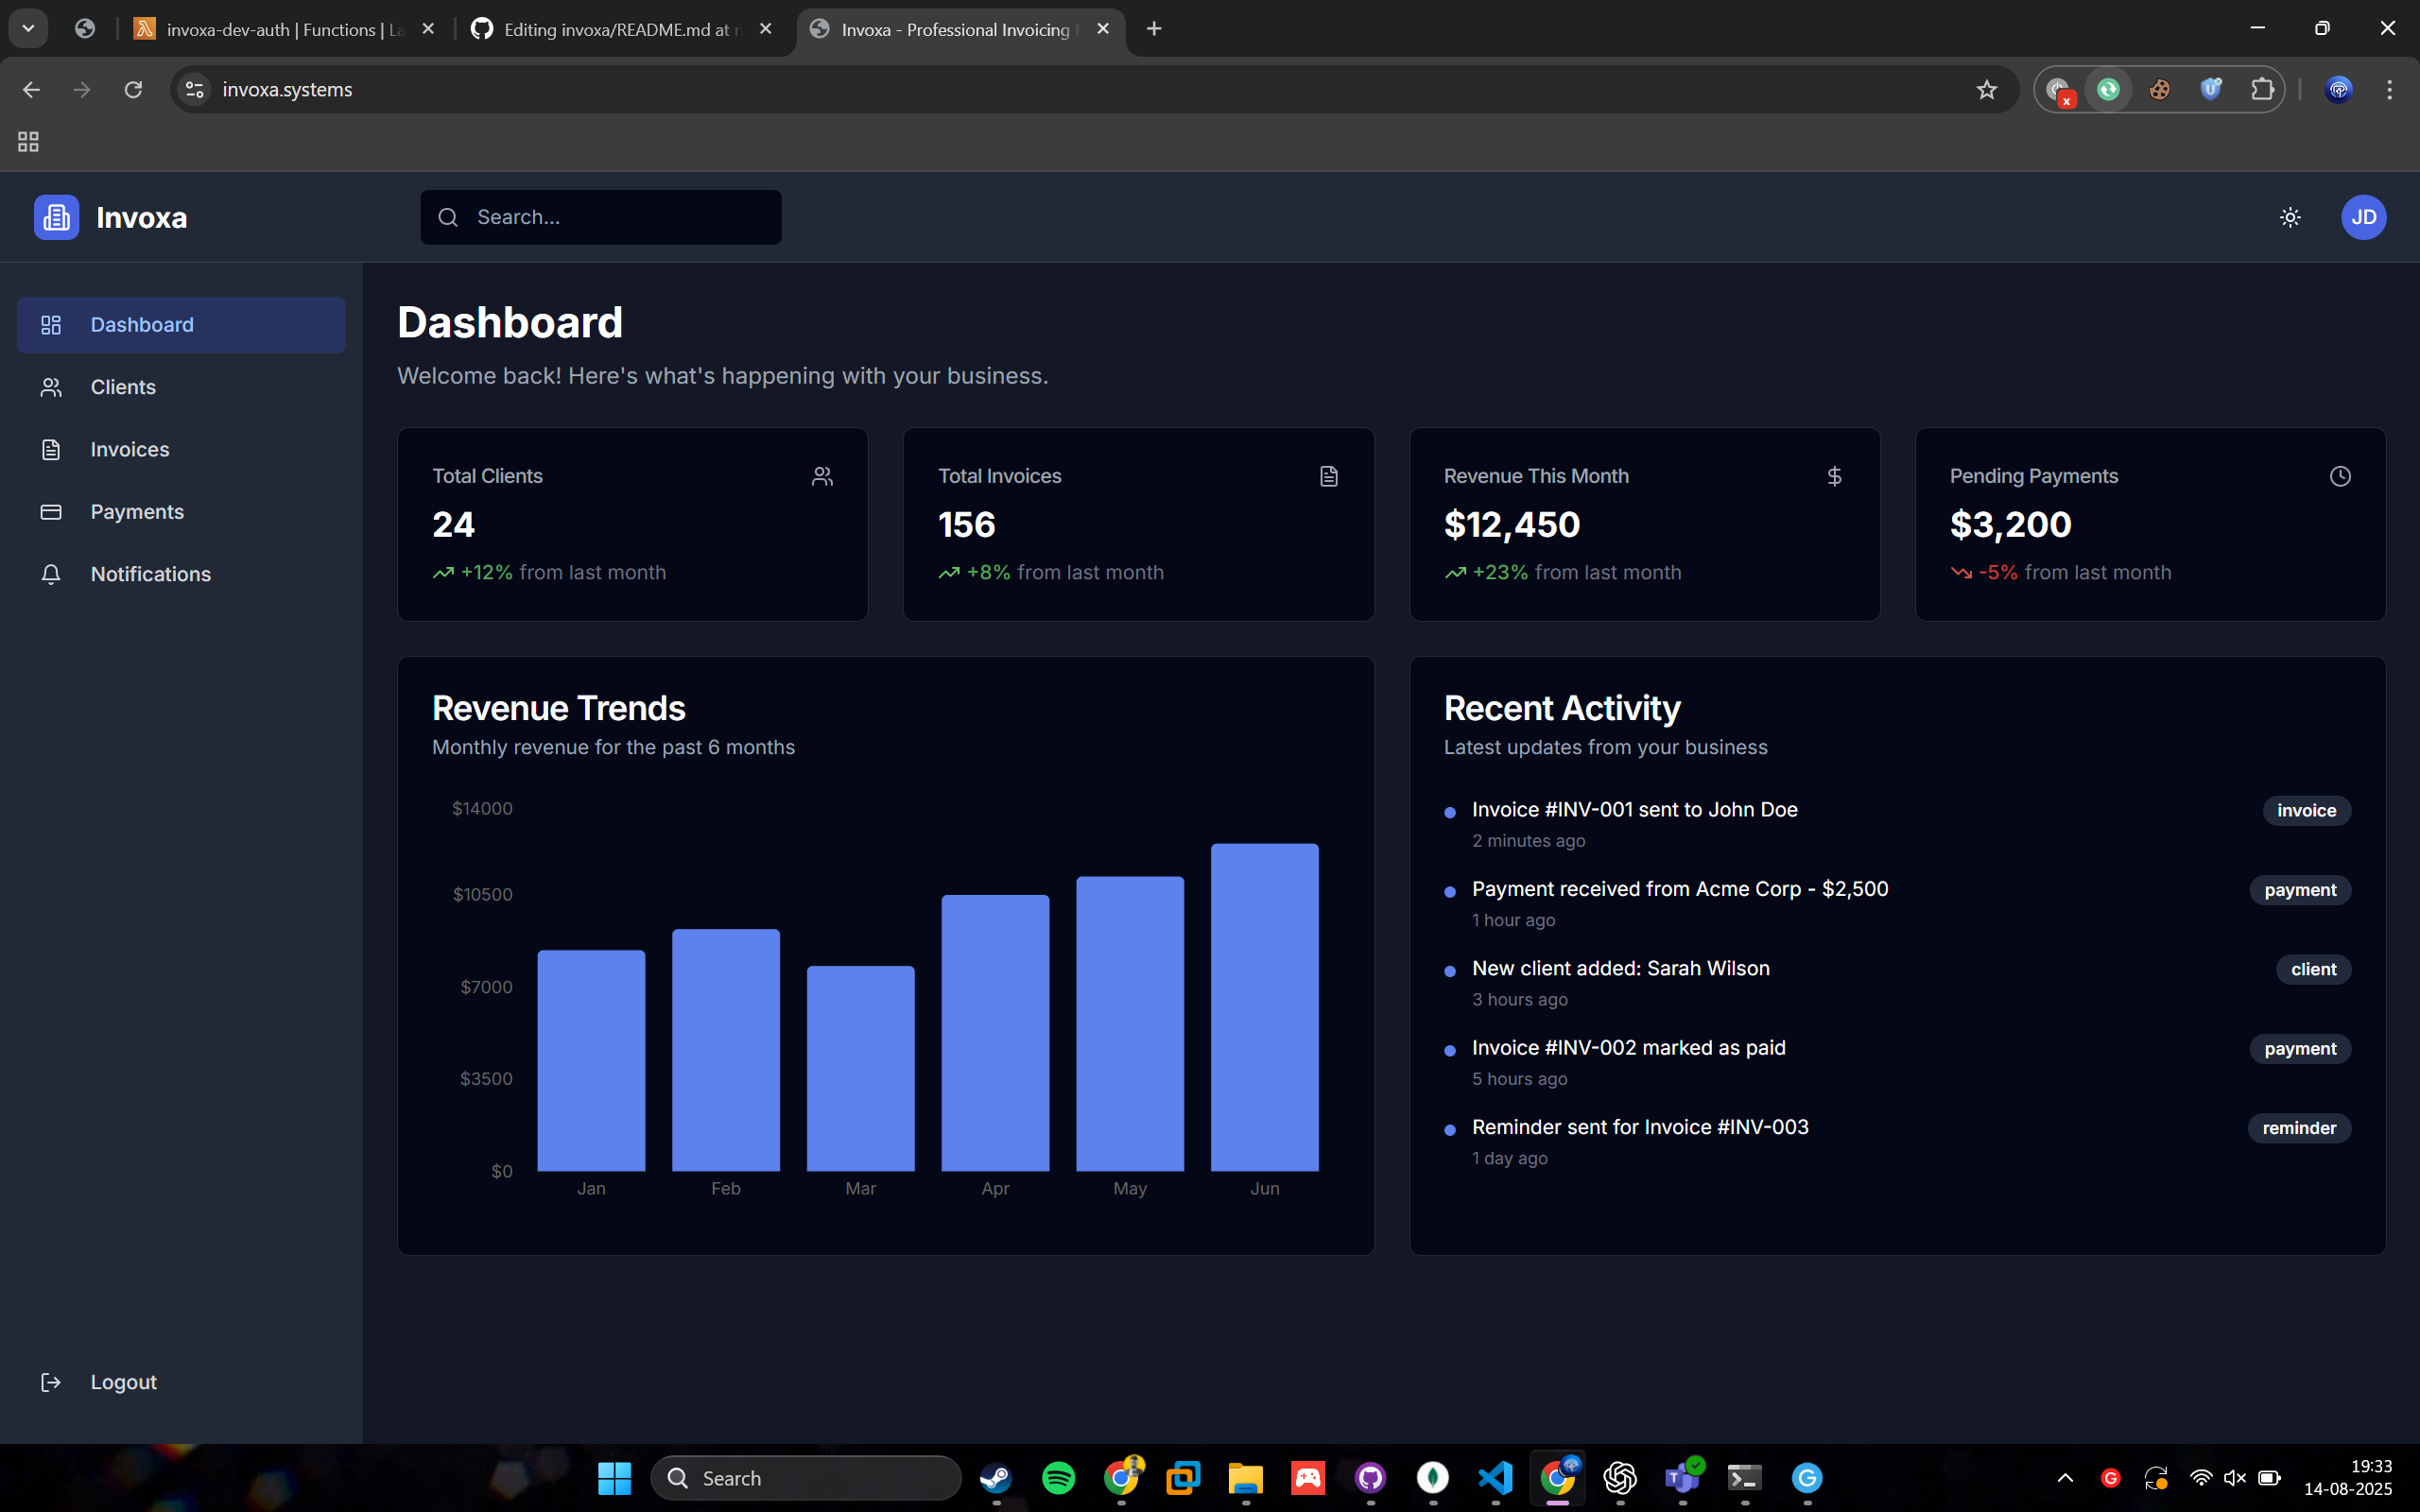 invoxa-dev-auth | Functions | La
Editing invoxa/README.md at
Invoxa - Professional Invoicing
invoxa.systems
x
Invoxa
Search...
JD
Dashboard
Clients
Invoices
Payments
Notifications
Logout
Dashboard
Welcome back! Here's what's happening with your business.
Total Clients
24
+12% from last month
Total Invoices
156
+8% from last month
Revenue This Month
$12,450
+23% from last month
Pending Payments
$3,200
-5% from last month
Revenue Trends
Monthly revenue for the past 6 months
$14000
$10500
$7000
$3500
$0
Jan Feb Mar Apr May Jun
Recent Activity
Latest updates from your business
Invoice #INV-001 sent to John Doe invoice
2 minutes ago
Payment received from Acme Corp - $2,500 payment
1 hour ago
New client added: Sarah Wilson client
3 hours ago
Invoice #INV-002 marked as paid payment
5 hours ago
Reminder sent for Invoice #INV-003 reminder
1 day ago
Search
19:33
14-08-2025